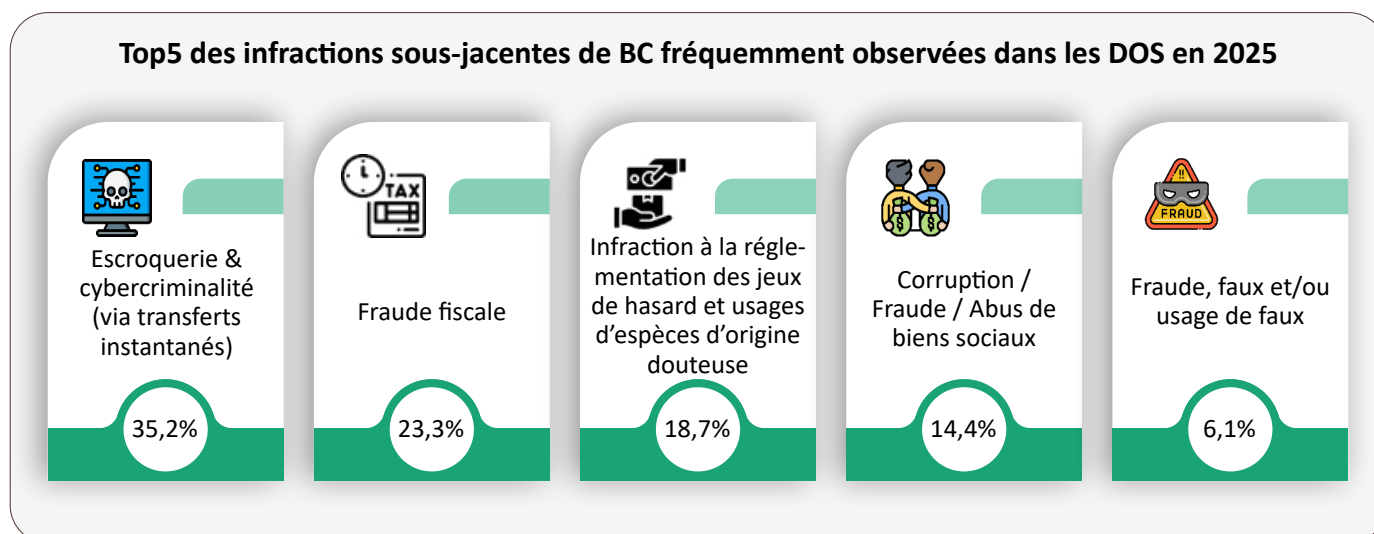 Top5 des infractions sous-jacentes de BC fréquemment observées dans les DOS en 2025
Escroquerie &
cybercriminalité
(via transferts
instantanés)
35,2%
TAX
Fraude fiscale
23,3%
Infraction à la régle-
mentation des jeux
de hasard et usages
d’espèces d’origine
douteuse
18,7%
$ $
Corruption /
Fraude / Abus de
biens sociaux
14,4%
!!
FRAUD
Fraude, faux et/ou
usage de faux
6,1%